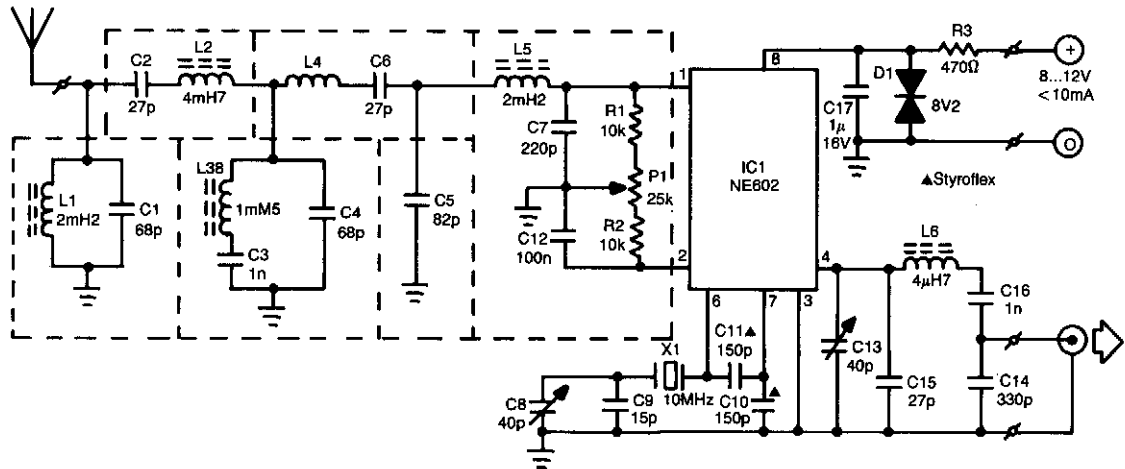 C2
27p
L2
4mH7
L4
C6
27p
L5
2mH2
C7
220p
R1
10k
P1
25k
R2
10k
C12
100n
L1
2mH2
C1
68p
L38
1mM5
C3
1n
C4
68p
C5
82p
1
2
8
IC1
NE602
6
7
3
4
C17
1µ
16V
D1
8V2
R3
470Ω
+
8...12V
<10mA
O
▲Styroflex
L6
4µH7
C16
1n
C13
40p
C15
27p
C14
330p
C11▲
150p
X1
10MHz
C10
▲
150p
C8
40p
C9
15p